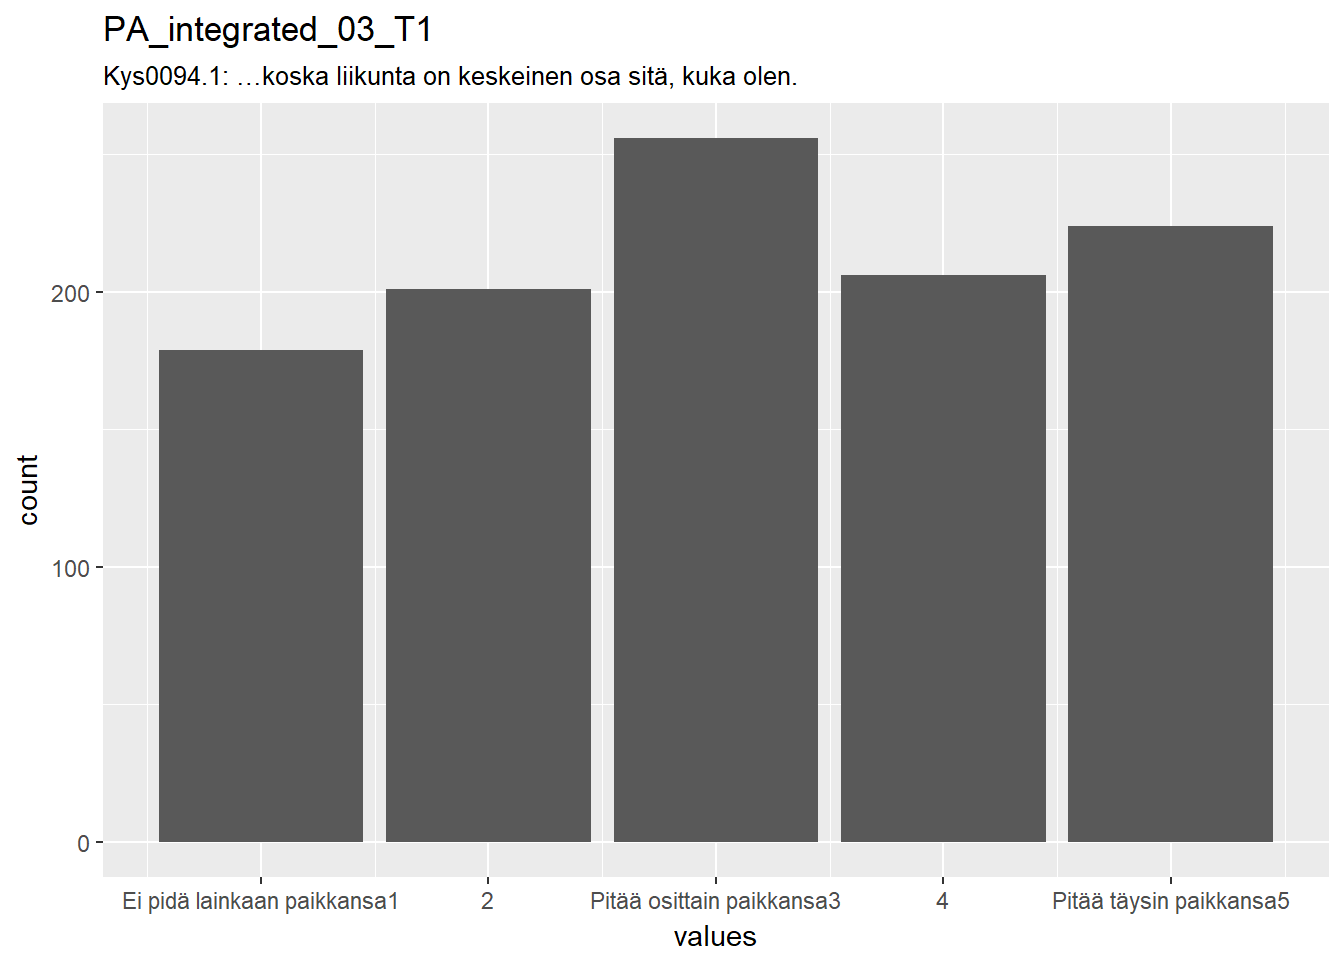 PA_integrated_03_T1
Kys0094.1: …koska liikunta on keskeinen osa sitä, kuka olen.
count
200
100
0
Ei pidä lainkaan paikkansa1
2
Pitää osittain paikkansa3
4
Pitää täysin paikkansa5
values